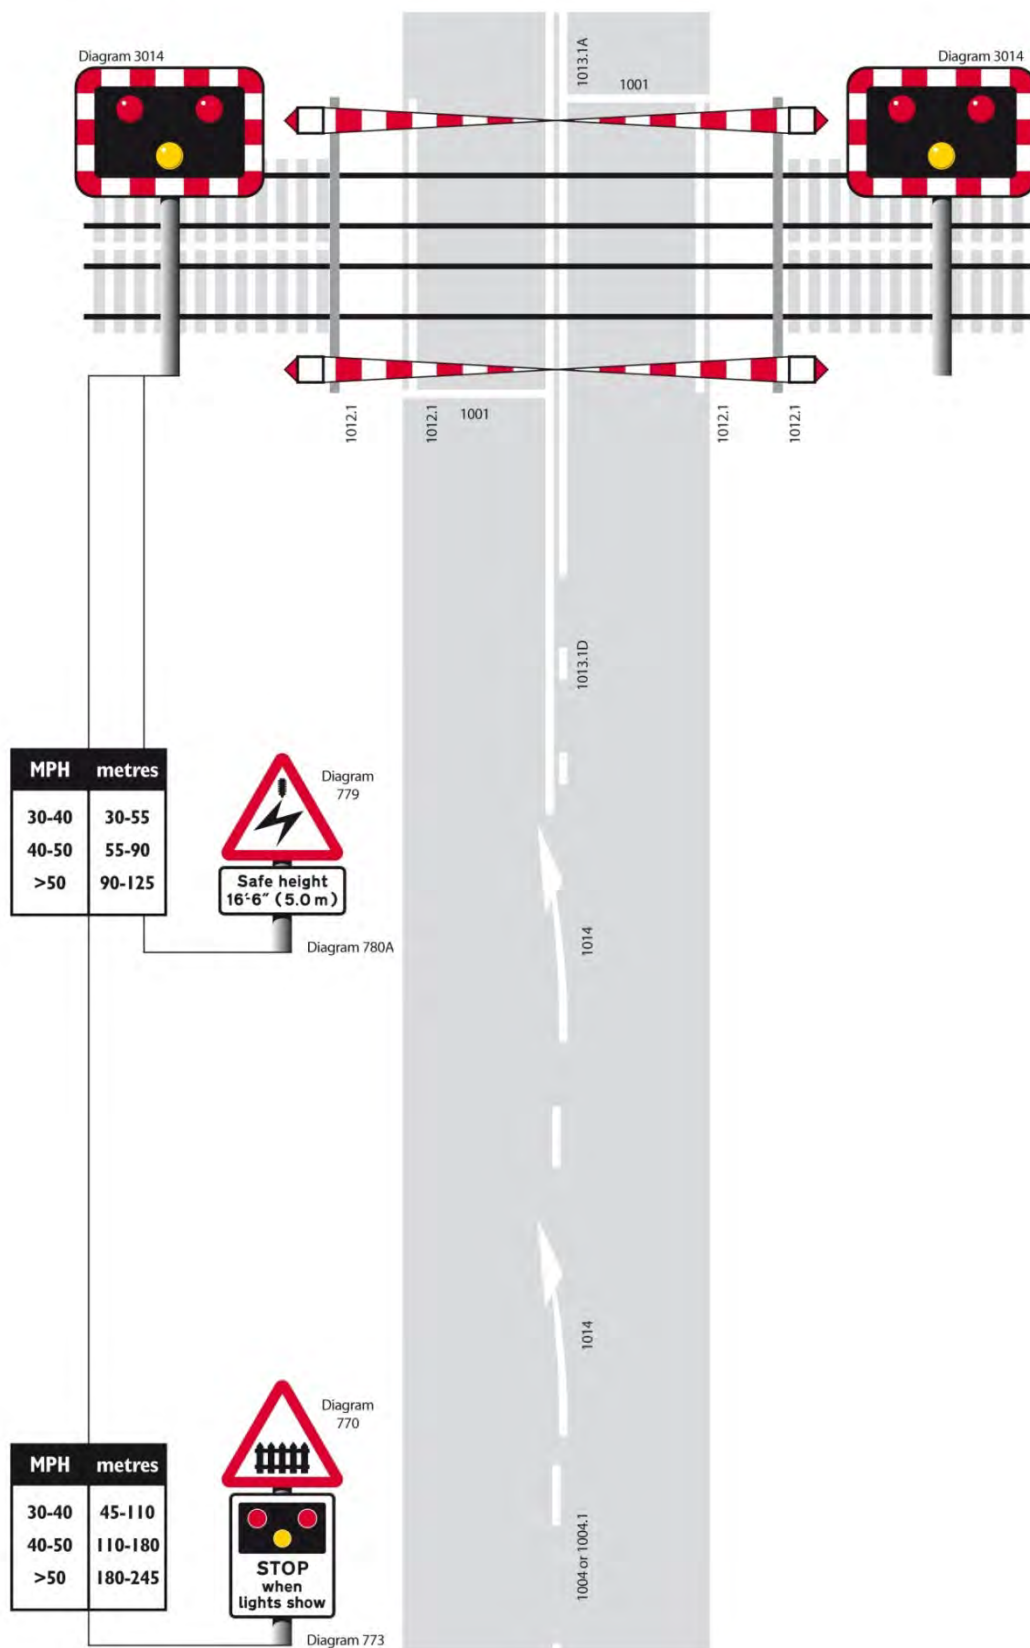 Diagram 3014
1013.1A
1001
Diagram 3014
1012.1
1012.1
1001
1012.1
1012.1
1013.1D
MPH metres
30-40 30-55
40-50 55-90
>50 90-125
Diagram
779
Safe height
16'-6" (5.0 m)
Diagram 780A
1014
1014
MPH metres
30-40 45-110
40-50 110-180
>50 180-245
Diagram
770
STOP
when
lights show
Diagram 773
1004 or 1004.1